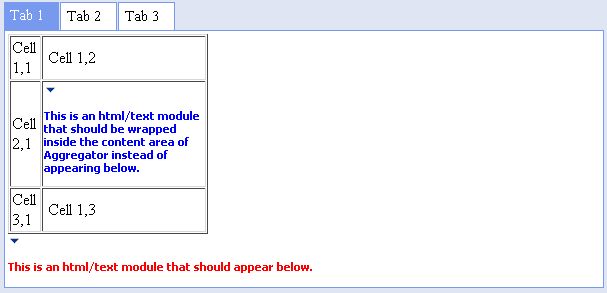 Tab 1 Tab 2 Tab 3
Cell 1,1 Cell 1,2
Cell 2,1
This is an html/text module
that should be wrapped
inside the content area of
Aggregator instead of
appearing below.
Cell 3,1 Cell 1,3
This is an html/text module that should appear below.